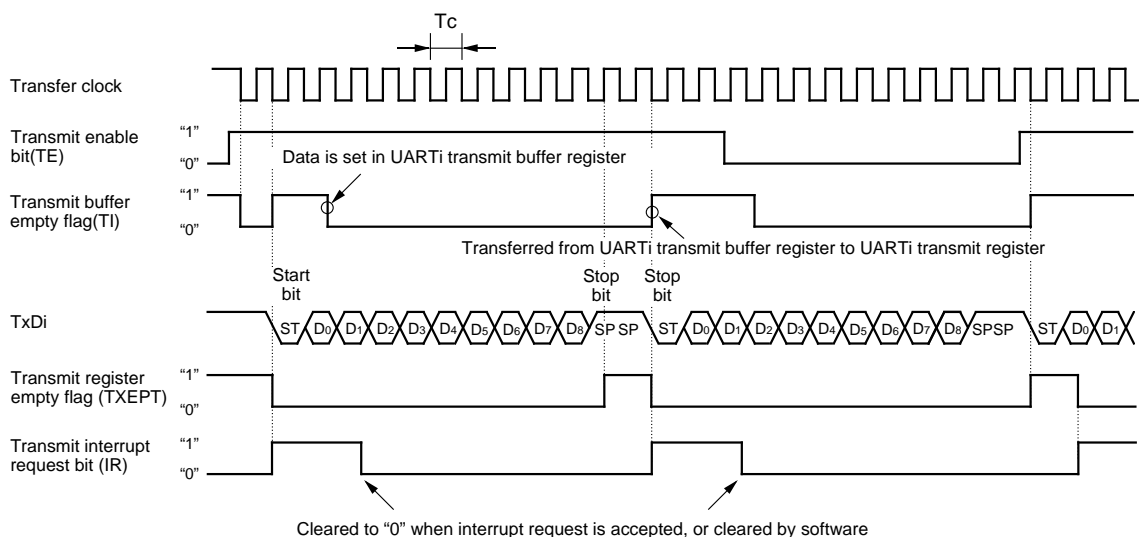 Tc
Transfer clock
Transmit enable
bit(TE)
“1”
“0”
Data is set in UARTi transmit buffer register
Transmit buffer
empty flag(TI)
“1”
“0”
Transferred from UARTi transmit buffer register to UARTi transmit register
Start
bit
Stop
bit
Stop
bit
TxDi
ST D0 D1 D2 D3 D4 D5 D6 D7 D8 SP SP ST D0 D1 D2 D3 D4 D5 D6 D7 D8 SPSP ST D0 D1
Transmit register
empty flag (TXEPT)
“1”
“0”
Transmit interrupt
request bit (IR)
“1”
“0”
Cleared to “0” when interrupt request is accepted, or cleared by software